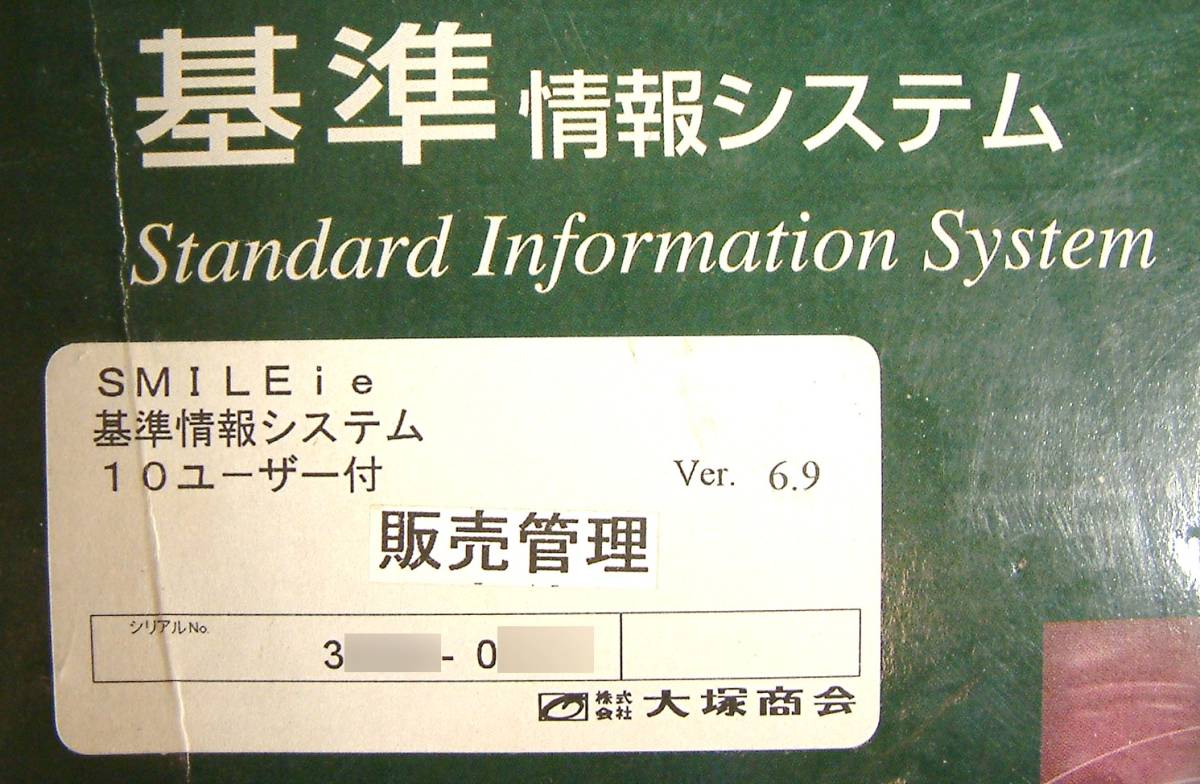 基準 情報システム
Standard Information System
ＳＭＩＬＥｉｅ
基準情報システム
１０ユーザー付 Ver. 6.9
販売管理
シリアルNo.
3 - 0
株式会社 大塚商会